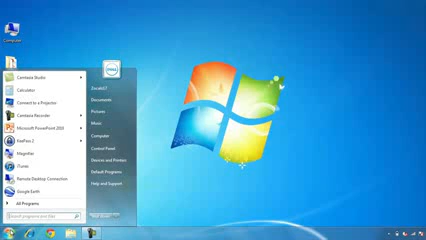 Computer
Camtasia Studio
Calculator
Connect to a Projector
Camtasia Recorder
Microsoft PowerPoint 2010
KeePass 2
Magnifier
iTunes
Remote Desktop Connection
Google Earth
All Programs
Search programs and files
DELL
Documents
Pictures
Music
Computer
Control Panel
Devices and Printers
Default Programs
Help and Support